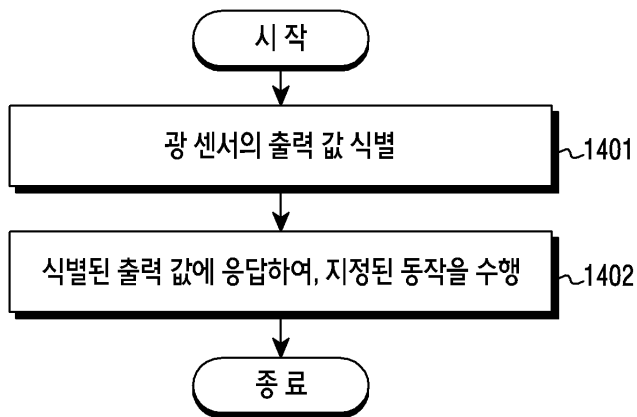 시 작
광 센서의 출력 값 식별
1401
식별된 출력 값에 응답하여, 지정된 동작을 수행
1402
종 료